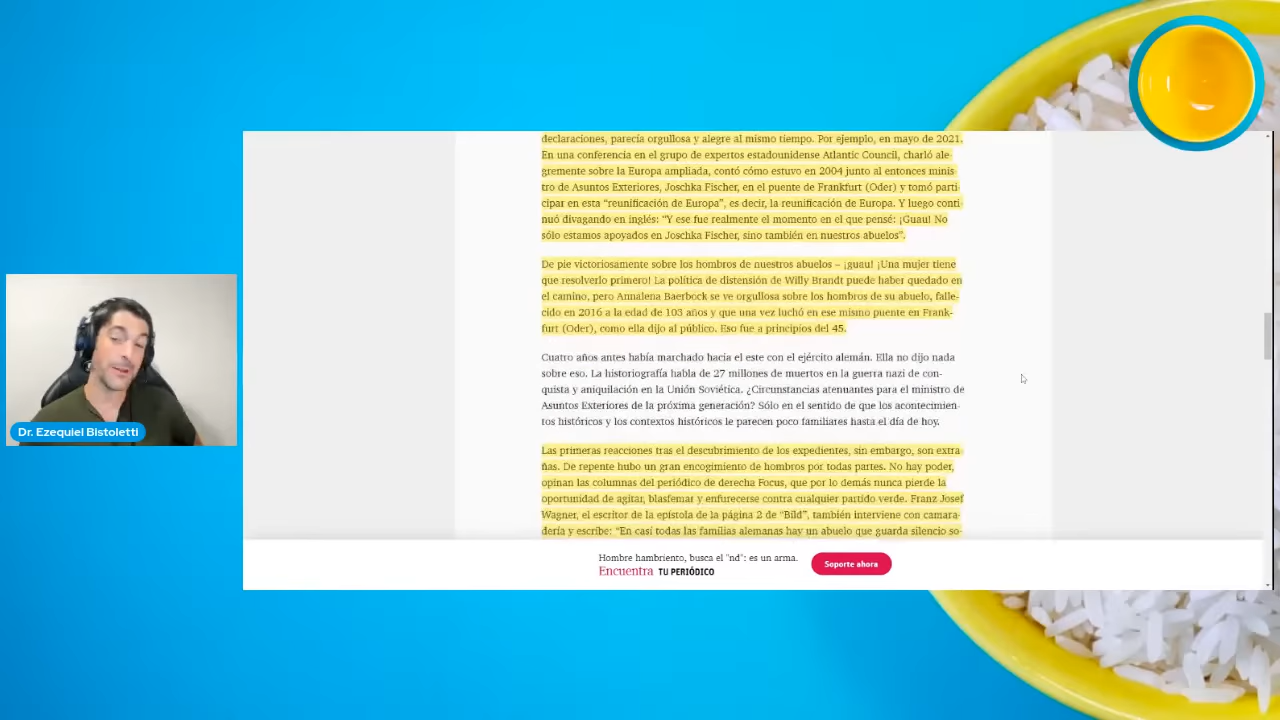 declaraciones, parecía orgullosa y alegre al mismo tiempo. Por ejemplo, en mayo de 2021.
En una conferencia en el grupo de expertos estadounidense Atlantic Council, charló ale-
gremente sobre la Europa ampliada, contó cómo estuvo en 2004 junto al entonces minis-
tro de Asuntos Exteriores, Joschka Fischer, en el puente de Frankfurt (Oder) y tomó parti-
cipar en esta “reunificación de Europa”, es decir, la reunificación de Europa. Y luego conti-
nuó divagando en inglés: “Y ese fue realmente el momento en el que pensé: ¡Guau! No
sólo estamos apoyados en Joschka Fischer, sino también en nuestros abuelos”.
De pie victoriosamente sobre los hombros de nuestros abuelos – ¡guau! ¡Una mujer tiene
que resolverlo primero! La política de distensión de Willy Brandt puede haber quedado en
el camino, pero Annalena Baerbock se ve orgullosa sobre los hombros de su abuelo, falle-
cido en 2016 a la edad de 103 años y que una vez luchó en ese mismo puente en Frank-
furt (Oder), como ella dijo al público. Eso fue a principios del 45.
Cuatro años antes había marchado hacia el este con el ejército alemán. Ella no dijo nada
sobre eso. La historiografía habla de 27 millones de muertos en la guerra nazi de con-
quista y aniquilación en la Unión Soviética. ¿Circunstancias atenuantes para el ministro de
Asuntos Exteriores de la próxima generación? Sólo en el sentido de que los acontecimien-
tos históricos y los contextos históricos le parecen poco familiares hasta el día de hoy.
Las primeras reacciones tras el descubrimiento de los expedientes, sin embargo, son extra-
ñas. De repente hubo un gran encogimiento de hombros por todas partes. No hay poder,
opinan las columnas del periódico de derecha Focus, que por lo demás nunca pierde la
oportunidad de agitar, blasfemar y enfurecerse contra cualquier partido verde. Franz Josef
Wagner, el escritor de la epístola de la página 2 de “Bild”, también interviene con camara-
dería y escribe: “En casi todas las familias alemanas hay un abuelo que guarda silencio so-
Dr. Ezequiel Bistoletti
Hombre hambriento, busca el "nd": es un arma.
Encuentra TU PERIÓDICO
Soporte ahora